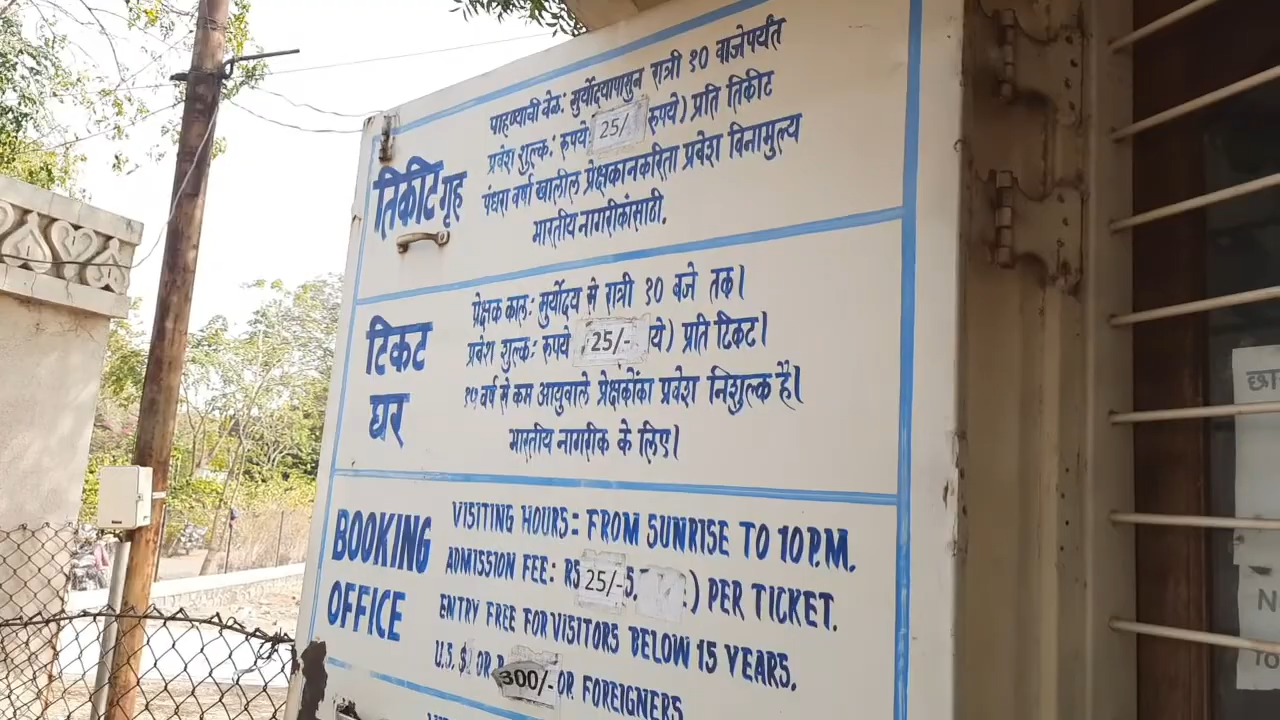 तिकीट गृह
पाहण्याची वेळ: सुर्योदयापासुन रात्री १० वाजेपर्यंत
प्रवेश शुल्क: रुपये 25/- रुपये) प्रति तिकीट
पंधरा वर्षा खालील प्रेक्षकानकरिता प्रवेश विनामुल्य
भारतीय नागरीकांसाठी.
टिकट
घर
प्रेक्षक काल: सुर्योदय से रात्री १० बजे तक।
प्रवेश शुल्क: रुपये 25/- ये) प्रति टिकट।
१५ वर्ष से कम आयुवाले प्रेक्षकोंका प्रवेश निशुल्क है।
भारतीय नागरीक के लिए।
BOOKING
OFFICE
VISITING HOURS: FROM SUNRISE TO 10 P.M.
ADMISSION FEE: RS 25/- 5. ) PER TICKET.
ENTRY FREE FOR VISITORS BELOW 15 YEARS.
U.S. $ OR 300/- OR FOREIGNERS